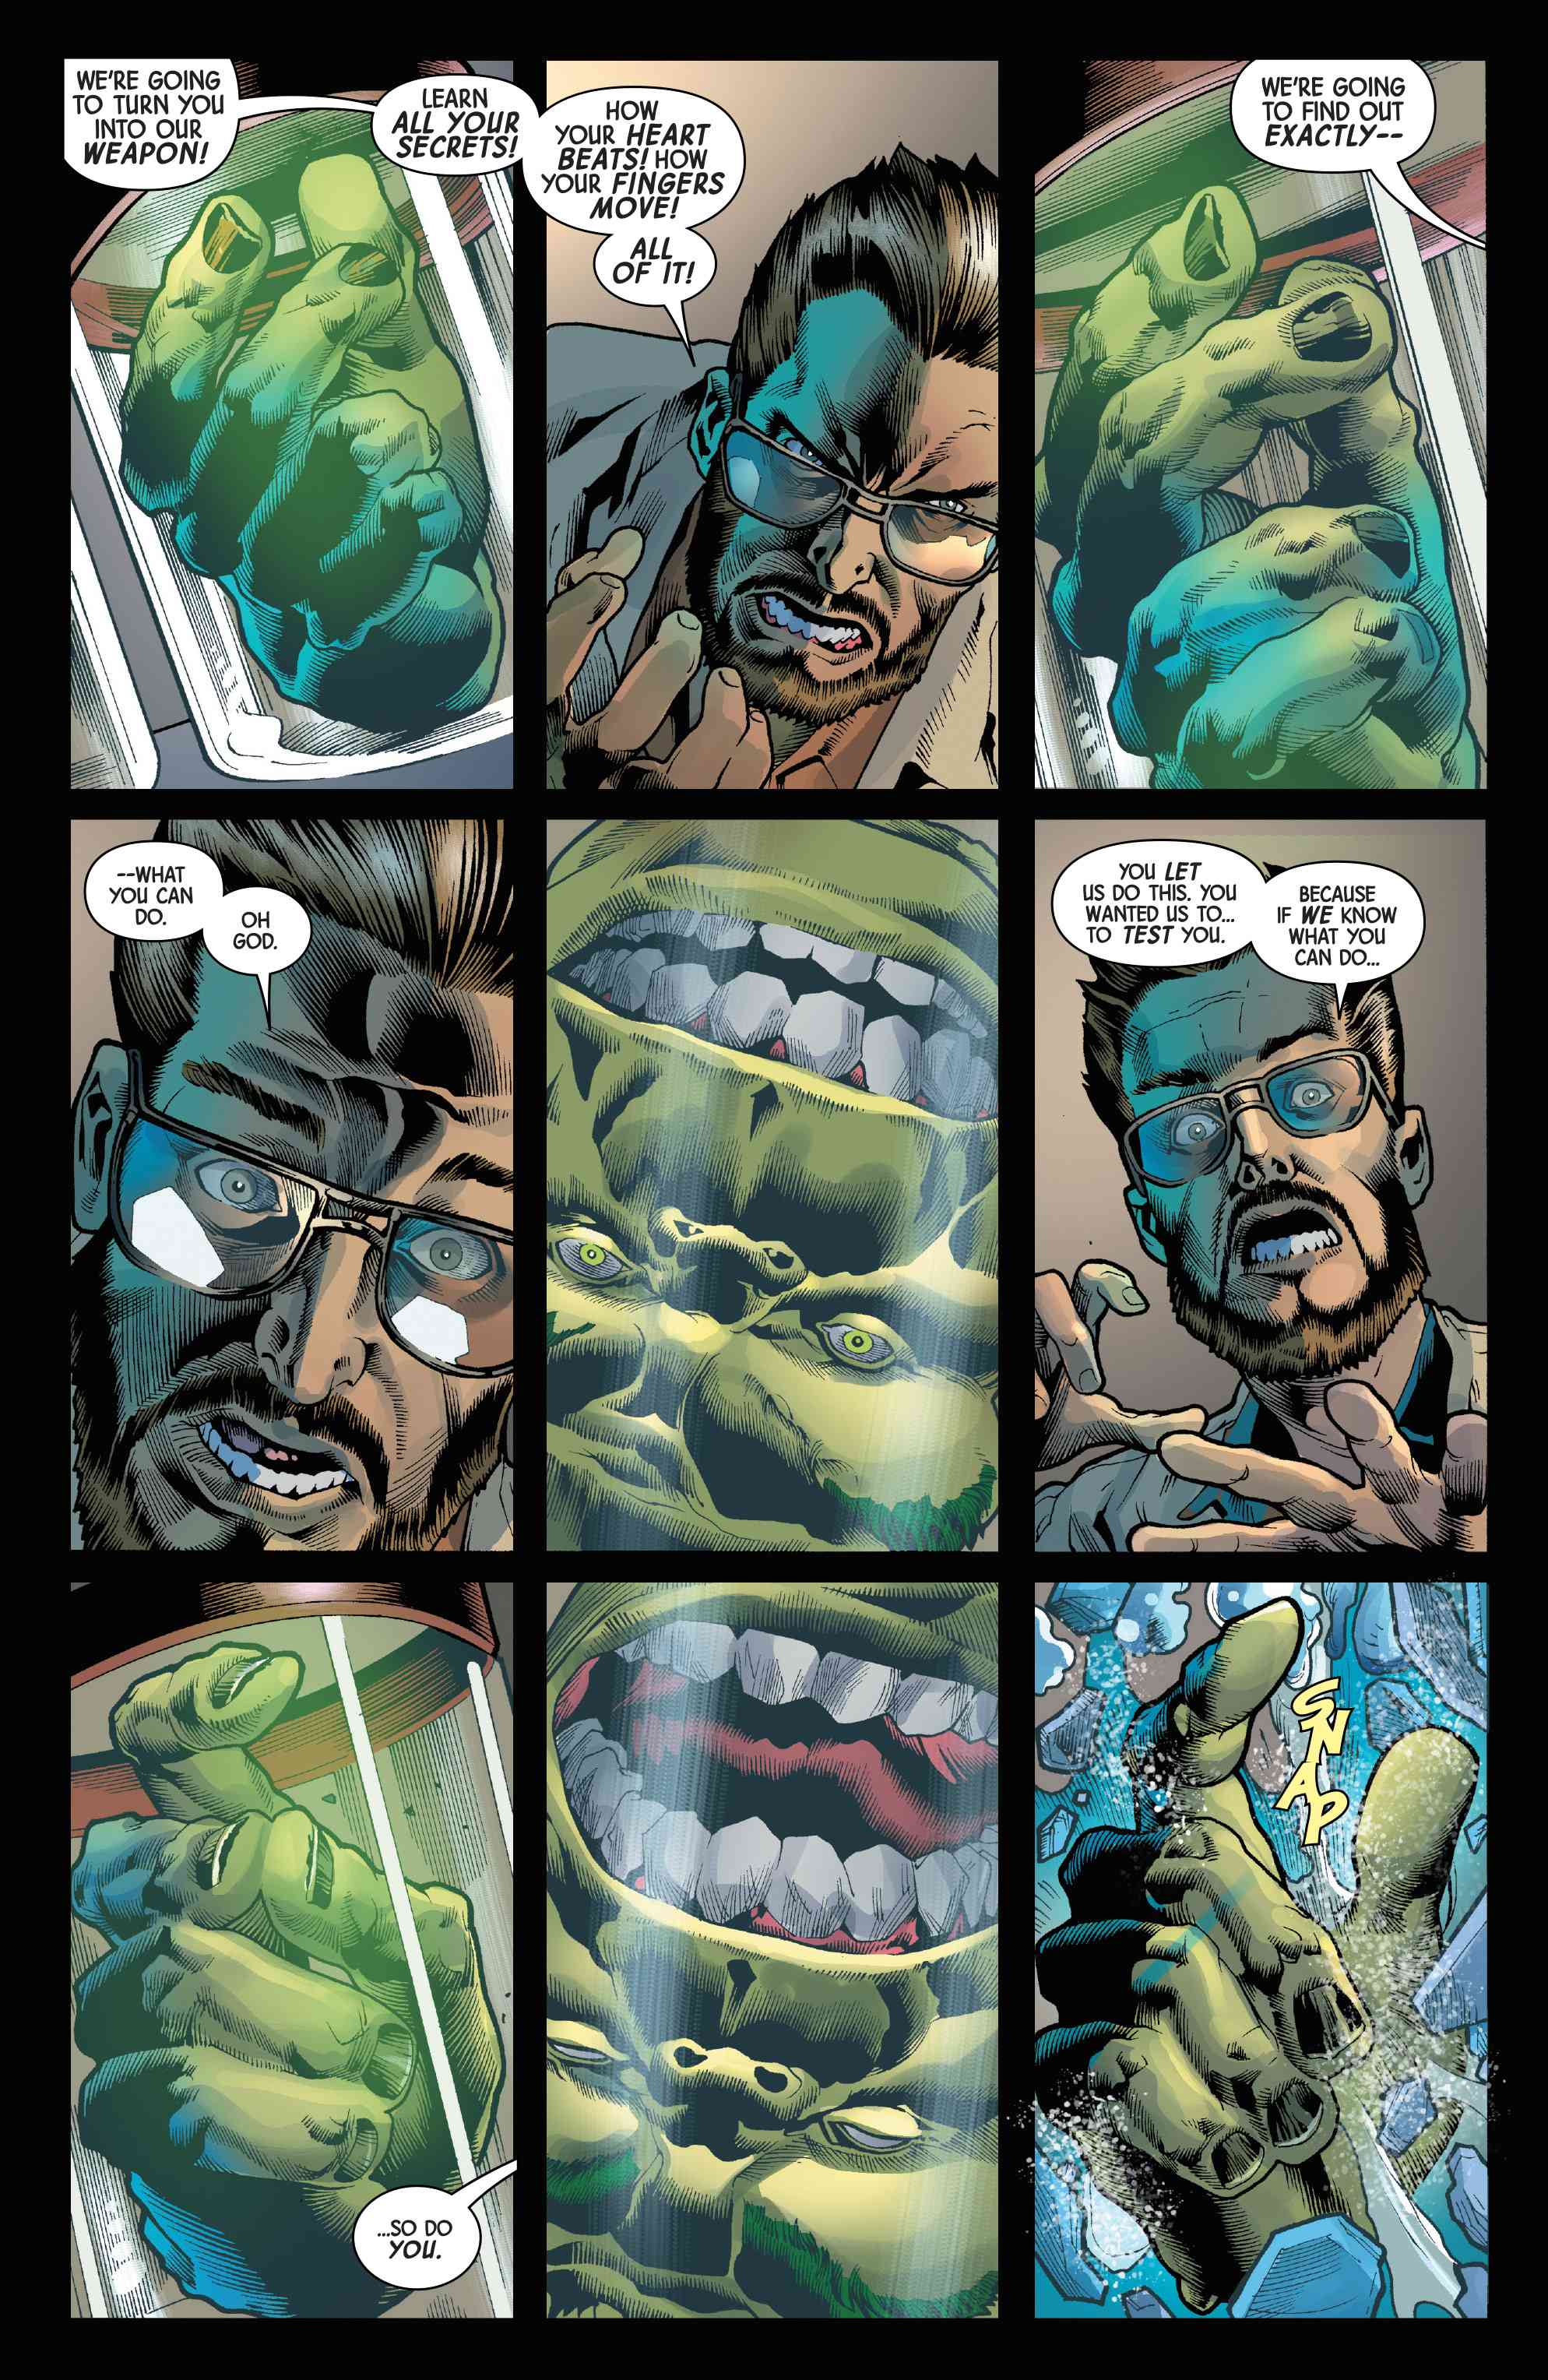 WE'RE GOING
TO TURN YOU
INTO OUR
WEAPON!
LEARN
ALL YOUR
SECRETS!
HOW
YOUR HEART
BEATS! HOW
YOUR FINGERS
MOVE!
ALL
OF IT!
WE'RE GOING
TO FIND OUT
EXACTLY--
--WHAT
YOU CAN
DO.
OH
GOD.
YOU LET
US DO THIS. YOU
WANTED US TO...
TO TEST YOU.
BECAUSE
IF WE KNOW
WHAT YOU
CAN DO...
...SO DO
YOU.
SNAP